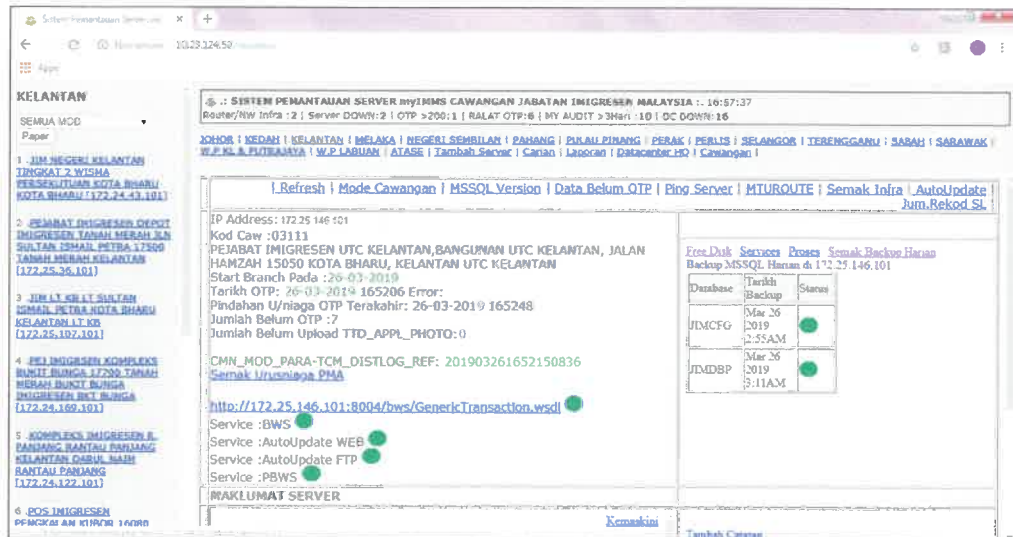 Apps
KELANTAN
SEMUA MCD
Paper
1 .JIM NEGERI KELANTAN
TINGKAT 2 WISMA
PERSEKUTUAN KOTA BHARU
KOTA BHARU [172.24.43.101]
2 .PEJABAT IMIGRESEN DEPOT
IMIGRESEN TANAH MERAH JLN
SULTAN ISMAIL PETRA 17500
TANAH MERAH KELANTAN
[172.25.36.101]
3 .JIM LT KB LT SULTAN
ISMAIL PETRA KOTA BHARU
KELANTAN LT KB
[172.25.107.101]
4 .PEJ IMIGRESEN KOMPLEKS
BUKIT BUNGA 17700 TANAH
MERAH BUKIT BUNGA
IMIGRESEN BKT BUNGA
[172.24.169.101]
5 .KOMPLEKS IMIGRESEN R.
PANJANG RANTAU PANJANG
KELANTAN DARUL NAIM
RANTAU PANJANG
[172.24.122.101]
6 .POS IMIGRESEN
PENGKALAN KUBOR 16080
.: SISTEM PEMANTAUAN SERVER myIMMS CAWANGAN JABATAN IMIGRESEN MALAYSIA :. 16:57:37
Router/NW Infra :2 | Server DOWN:2 | OTP >200:1 | RALAT OTP:6 | MY AUDIT >3Hari :10 | DC DOWN:16
JOHOR | KEDAH | KELANTAN | MELAKA | NEGERI SEMBILAN | PAHANG | PULAU PINANG | PERAK | PERLIS | SELANGOR | TERENGGANU | SABAH | SARAWAK |
W.P KL & PUTRAJAYA | W.P LABUAN | ATASE | Tambah Server | Carian | Laporan | Datacenter HQ | Cawangan |
| Refresh | Mode Cawangan | MSSQL Version | Data Belum OTP | Ping Server | MTUROUTE | Semak Infra | AutoUpdate |
Jum.Rekod SL |
IP Address: 172.25.146.101
Kod Caw :03111
PEJABAT IMIGRESEN UTC KELANTAN,BANGUNAN UTC KELANTAN, JALAN
HAMZAH 15050 KOTA BHARU, KELANTAN UTC KELANTAN
Start Branch Pada :26-03-2019
Tarikh OTP: 26-03-2019 165206 Error:
Pindahan U/niaga OTP Terakahir: 26-03-2019 165248
Jumlah Belum OTP :7
Jumlah Belum Upload TTD_APPL_PHOTO:0
CMN_MOD_PARA-TCM_DISTLOG_REF: 2019032616521508​36
Semak Urusniaga PMA
http://172.25.146.101:8004/bws/GenericTransaction.wsdl
Service :BWS
Service :AutoUpdate WEB
Service :AutoUpdate FTP
Service :PBWS
MAKLUMAT SERVER
Kemaskini
Free Disk Services Proses Semak Backup Harian
Backup MSSQL Harian di 172.25.146.101
Database Tarikh Backup Status
JIMCFG Mar 26 2019 2:55AM
JIMDBP Mar 26 2019 3:11AM
Tambah Catatan